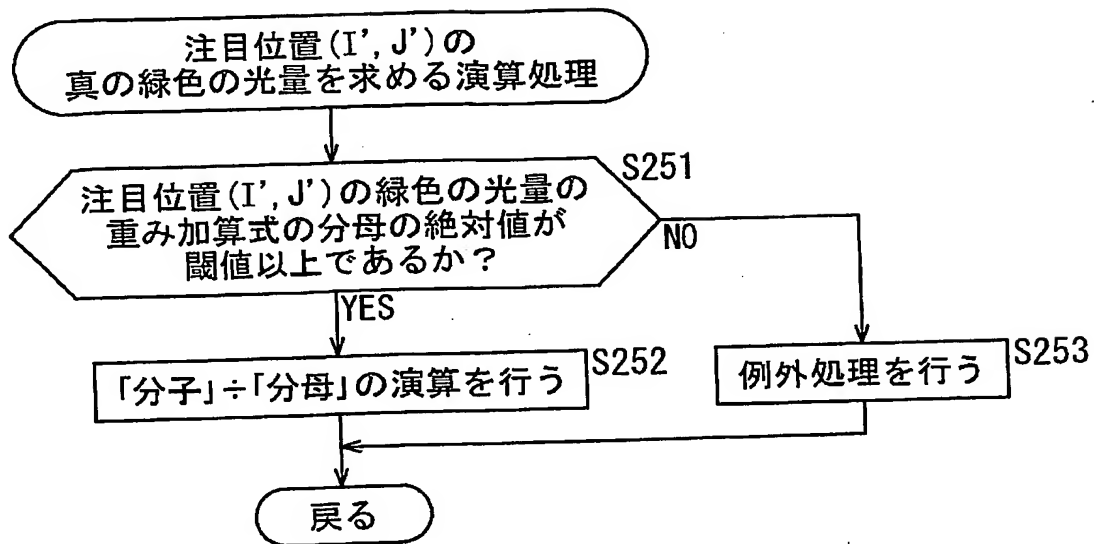 注目位置(I', J')の
真の緑色の光量を求める演算処理
S251
注目位置(I', J')の緑色の光量の
重み加算式の分母の絶対値が
閾値以上であるか?
NO
YES
「分子」÷「分母」の演算を行う
S252
例外処理を行う
S253
戻る